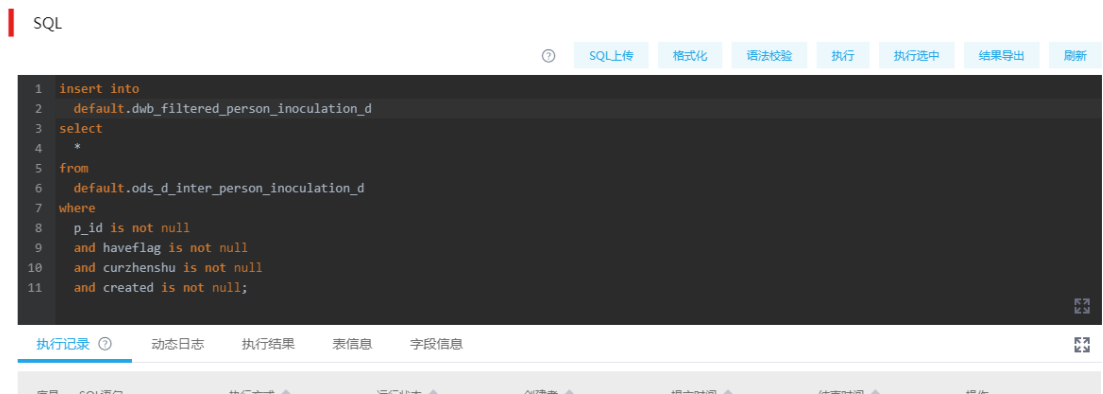 SQL
SQL上传 格式化 语法校验 执行 执行选中 结果导出 刷新
1 insert into
2 default.dwb_filtered_person_inoculation_d
3 select
4 *
5 from
6 default.ods_d_inter_person_inoculation_d
7 where
8 p_id is not null
9 and haveflag is not null
10 and curzhenshu is not null
11 and created is not null;
执行记录 动态日志 执行结果 表信息 字段信息